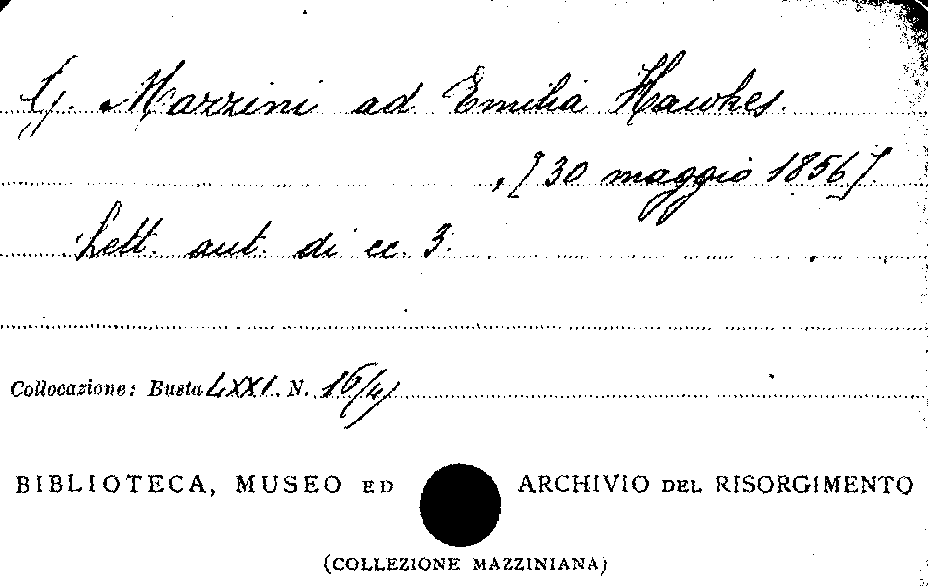 G. Mazzini ad Emilia Hawkes.
[30 maggio 1856]
Lett. aut. di cc. 3.
Collocazione: Busta LXXI. N. 16/4)
BIBLIOTECA, MUSEO ED ARCHIVIO DEL RISORGIMENTO
(COLLEZIONE MAZZINIANA)